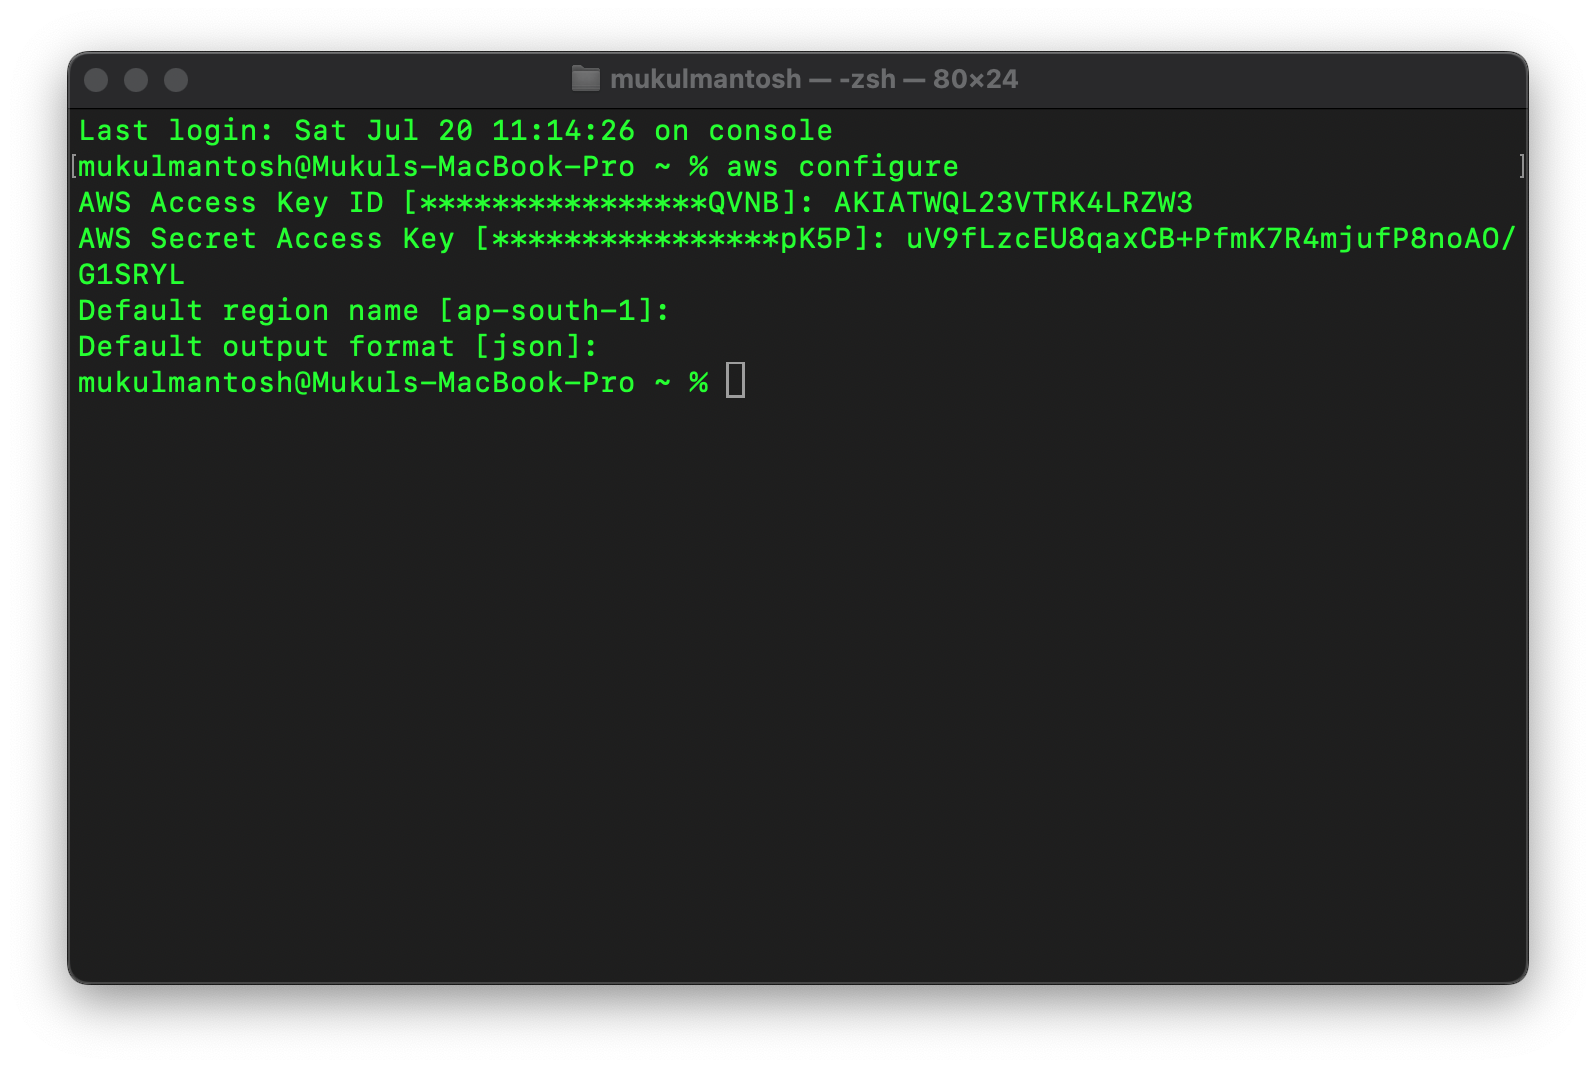 mukulmantosh — -zsh — 80×24
Last login: Sat Jul 20 11:14:26 on console
[mukulmantosh@Mukuls-MacBook-Pro ~ % aws configure ]
AWS Access Key ID [****************QVNB]: AKIATWQL23VTRK4LRZW3
AWS Secret Access Key [****************pK5P]: uV9fLzcEU8qaxCB+PfmK7R4mjufP8noAO/
G1SRYL
Default region name [ap-south-1]:
Default output format [json]:
mukulmantosh@Mukuls-MacBook-Pro ~ %